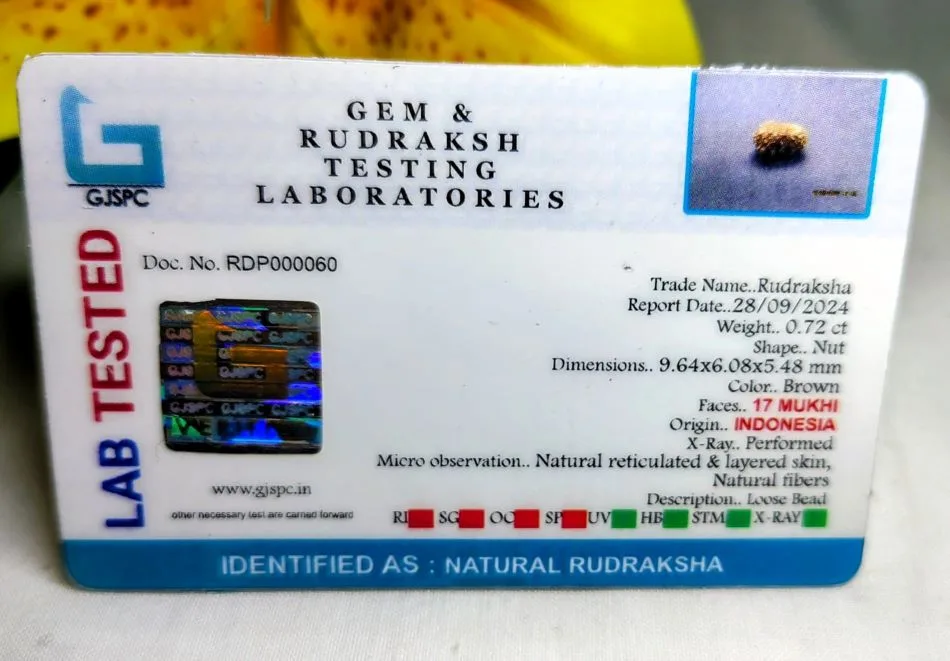 GEM &
RUDRAKSH
TESTING
LABORATORIES
GJSPC
LAB TESTED
Doc. No. RDP000060
Trade Name..Rudraksha
Report Date..28/09/2024
Weight.. 0.72 ct
Shape.. Nut
Dimensions.. 9.64x6.08x5.48 mm
Color.. Brown
Faces.. 17 MUKHI
Origin.. INDONESIA
X-Ray.. Performed
Micro observation.. Natural reticulated & layered skin,
Natural fibers
Description.. Loose Bead
GJSPC
www.gjspc.in
other necessary test are carried forward
RI SG OC SP UV HB STM X-RAY
IDENTIFIED AS : NATURAL RUDRAKSHA